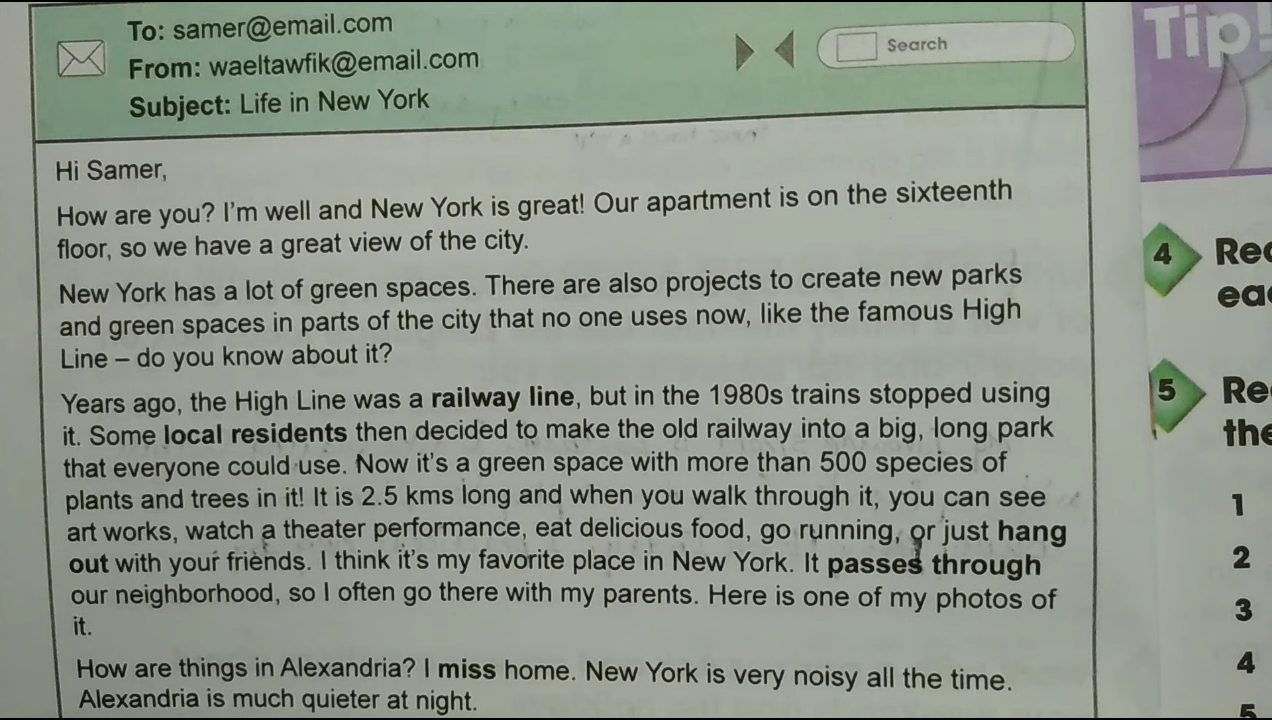 To: samer@email.com
From: waeltawfik@email.com
Subject: Life in New York
Search
Hi Samer,
How are you? I'm well and New York is great! Our apartment is on the sixteenth
floor, so we have a great view of the city.
New York has a lot of green spaces. There are also projects to create new parks
and green spaces in parts of the city that no one uses now, like the famous High
Line – do you know about it?
Years ago, the High Line was a railway line, but in the 1980s trains stopped using
it. Some local residents then decided to make the old railway into a big, long park
that everyone could use. Now it's a green space with more than 500 species of
plants and trees in it! It is 2.5 kms long and when you walk through it, you can see
art works, watch a theater performance, eat delicious food, go running, or just hang
out with your friends. I think it's my favorite place in New York. It passes through
our neighborhood, so I often go there with my parents. Here is one of my photos of
it.
How are things in Alexandria? I miss home. New York is very noisy all the time.
Alexandria is much quieter at night.
Tip!
4
5
the
1
2
3
4
5